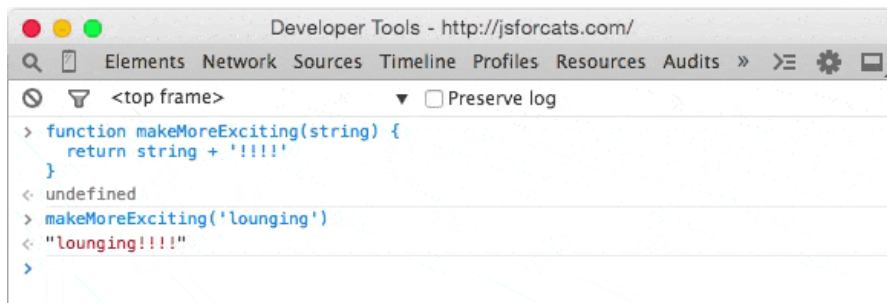 Developer Tools - http://jsforcats.com/
Elements Network Sources Timeline Profiles Resources Audits »
<top frame> ▼ Preserve log
> function makeMoreExciting(string) {
return string + '!!!!'
}
<· undefined
> makeMoreExciting('lounging')
<· "lounging!!!!"
>